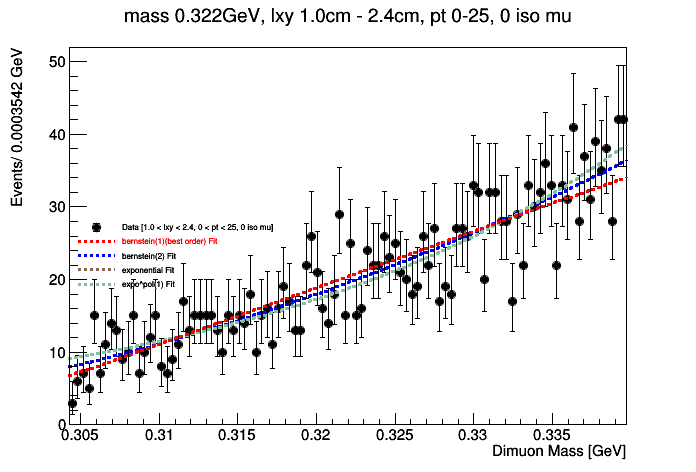 mass 0.322GeV, lxy 1.0cm - 2.4cm, pt 0-25, 0 iso mu
Events/ 0.0003542 GeV
50
40
30
20
10
0
Data [1.0 < lxy < 2.4, 0 < pt < 25, 0 iso mu]
bernstein(1)(best order) Fit
bernstein(2) Fit
exponential Fit
expo*pol(1) Fit
0.305 0.31 0.315 0.32 0.325 0.33 0.335
Dimuon Mass [GeV]